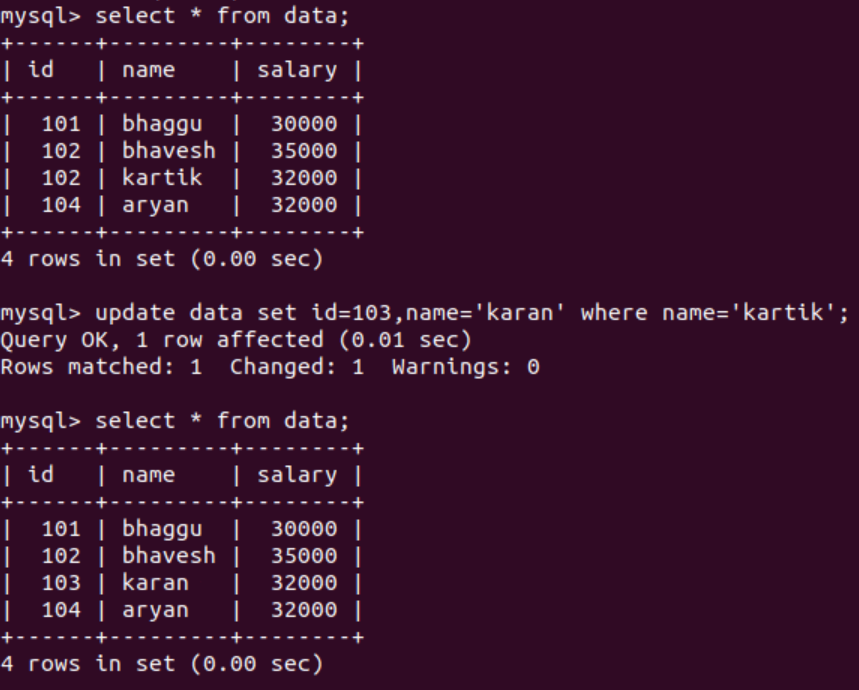 mysql> select * from data;
+------+---------+--------+
| id   | name    | salary |
+------+---------+--------+
|  101 | bhaggu  |  30000 |
|  102 | bhavesh |  35000 |
|  102 | kartik  |  32000 |
|  104 | aryan   |  32000 |
+------+---------+--------+
4 rows in set (0.00 sec)

mysql> update data set id=103,name='karan' where name='kartik';
Query OK, 1 row affected (0.01 sec)
Rows matched: 1  Changed: 1  Warnings: 0

mysql> select * from data;
+------+---------+--------+
| id   | name    | salary |
+------+---------+--------+
|  101 | bhaggu  |  30000 |
|  102 | bhavesh |  35000 |
|  103 | karan   |  32000 |
|  104 | aryan   |  32000 |
+------+---------+--------+
4 rows in set (0.00 sec)